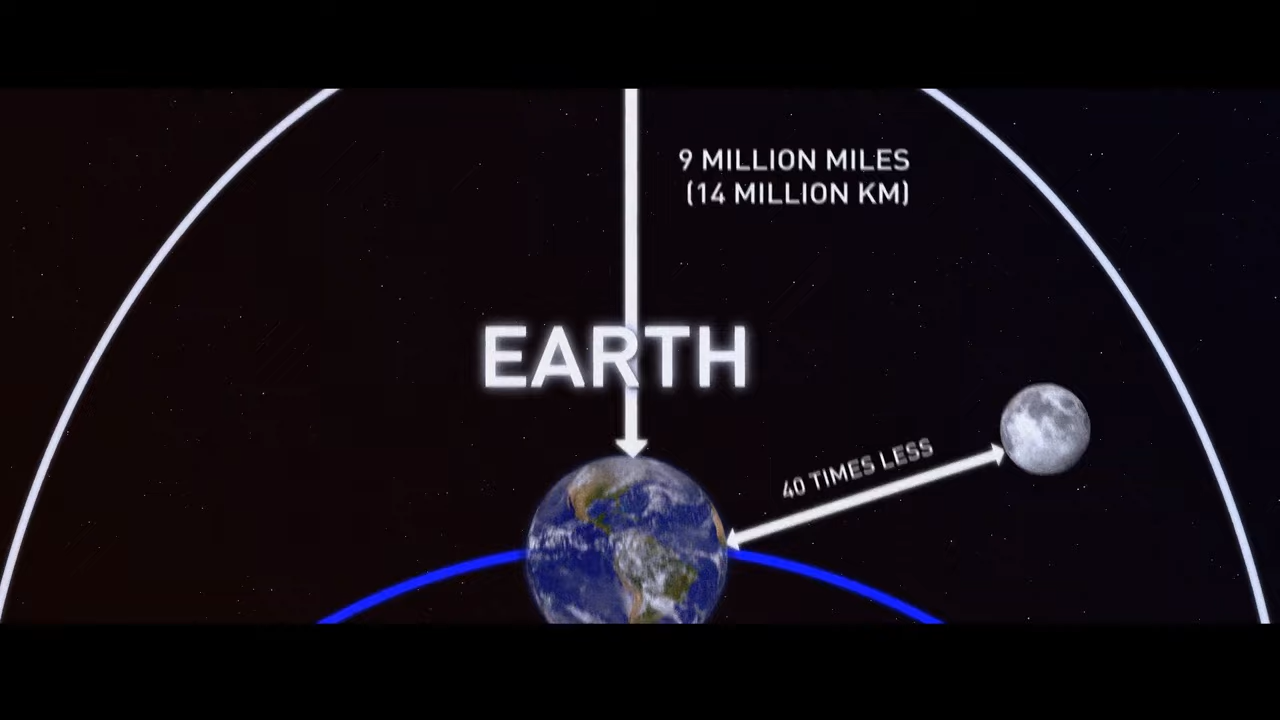 9 MILLION MILES
(14 MILLION KM)
EARTH
40 TIMES LESS